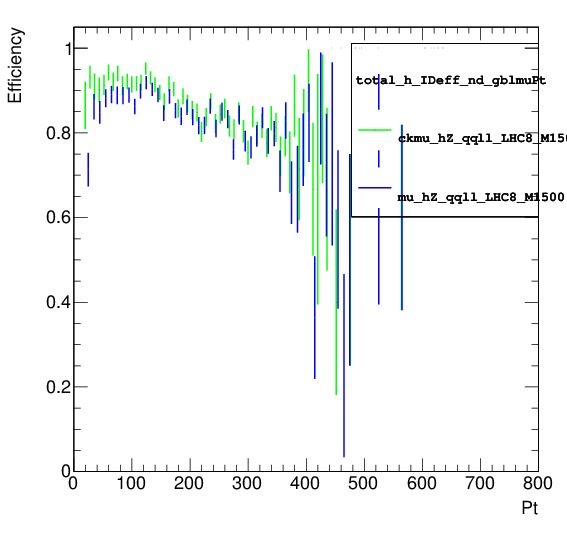 Efficiency
1
total_h_IDeff_nd_gblmuPt
ckmu_hZ_qqll_LHC8_M150
0.8
mu_hZ_qqll_LHC8_M1500
0.6
0.4
0.2
0
0 100 200 300 400 500 600 700 800
Pt